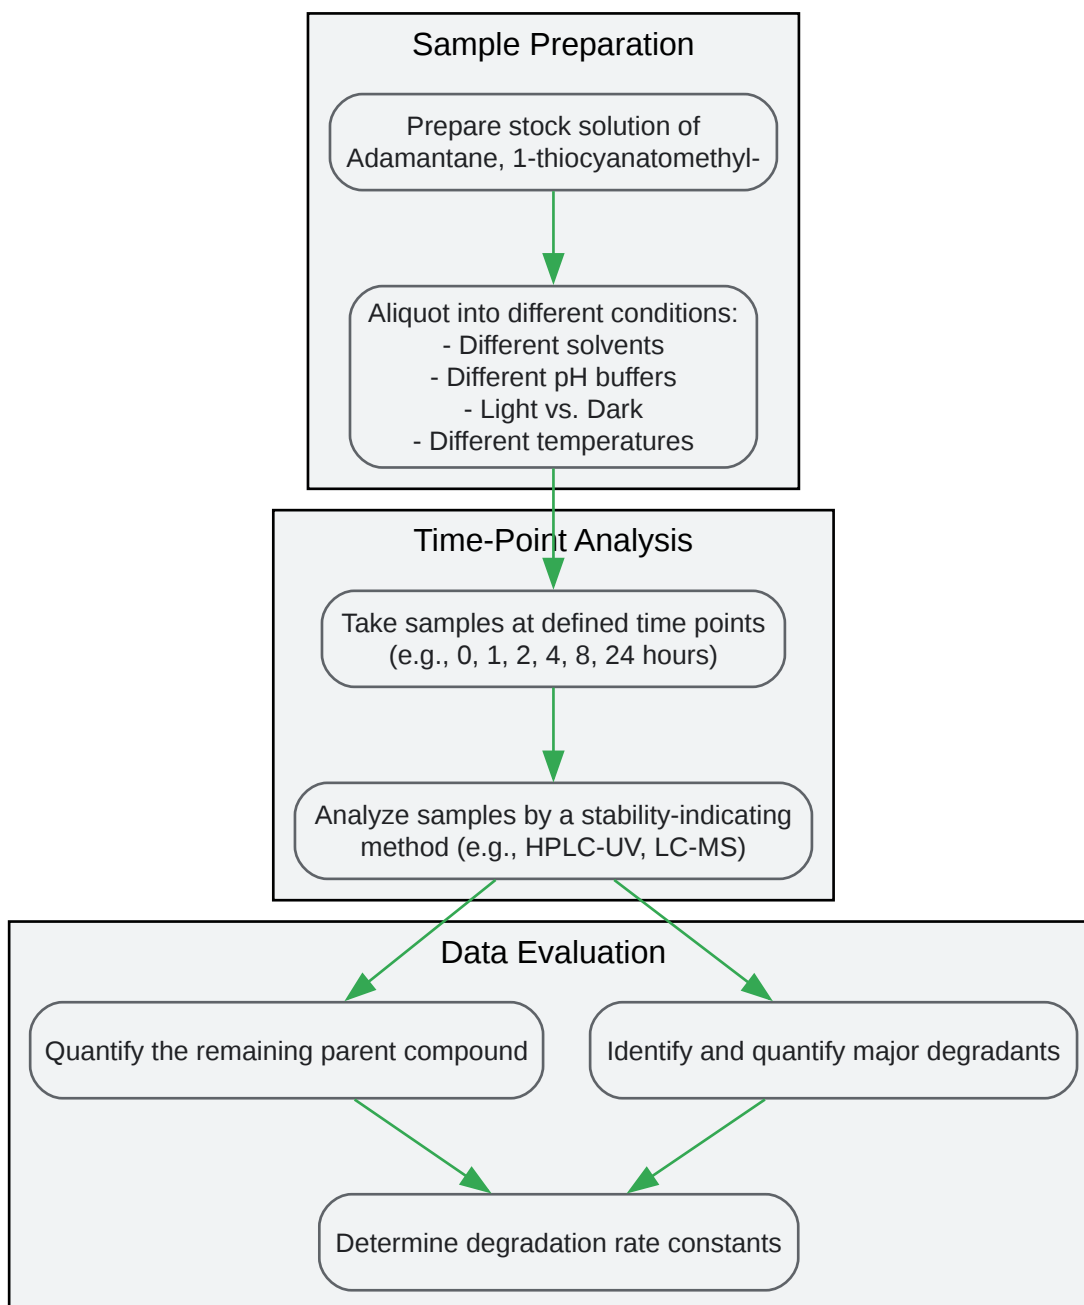 Sample Preparation
Prepare stock solution of
Adamantane, 1-thiocyanatomethyl-
Aliquot into different conditions:
- Different solvents
- Different pH buffers
- Light vs. Dark
- Different temperatures
Time-Point Analysis
Take samples at defined time points
(e.g., 0, 1, 2, 4, 8, 24 hours)
Analyze samples by a stability-indicating
method (e.g., HPLC-UV, LC-MS)
Data Evaluation
Quantify the remaining parent compound
Identify and quantify major degradants
Determine degradation rate constants